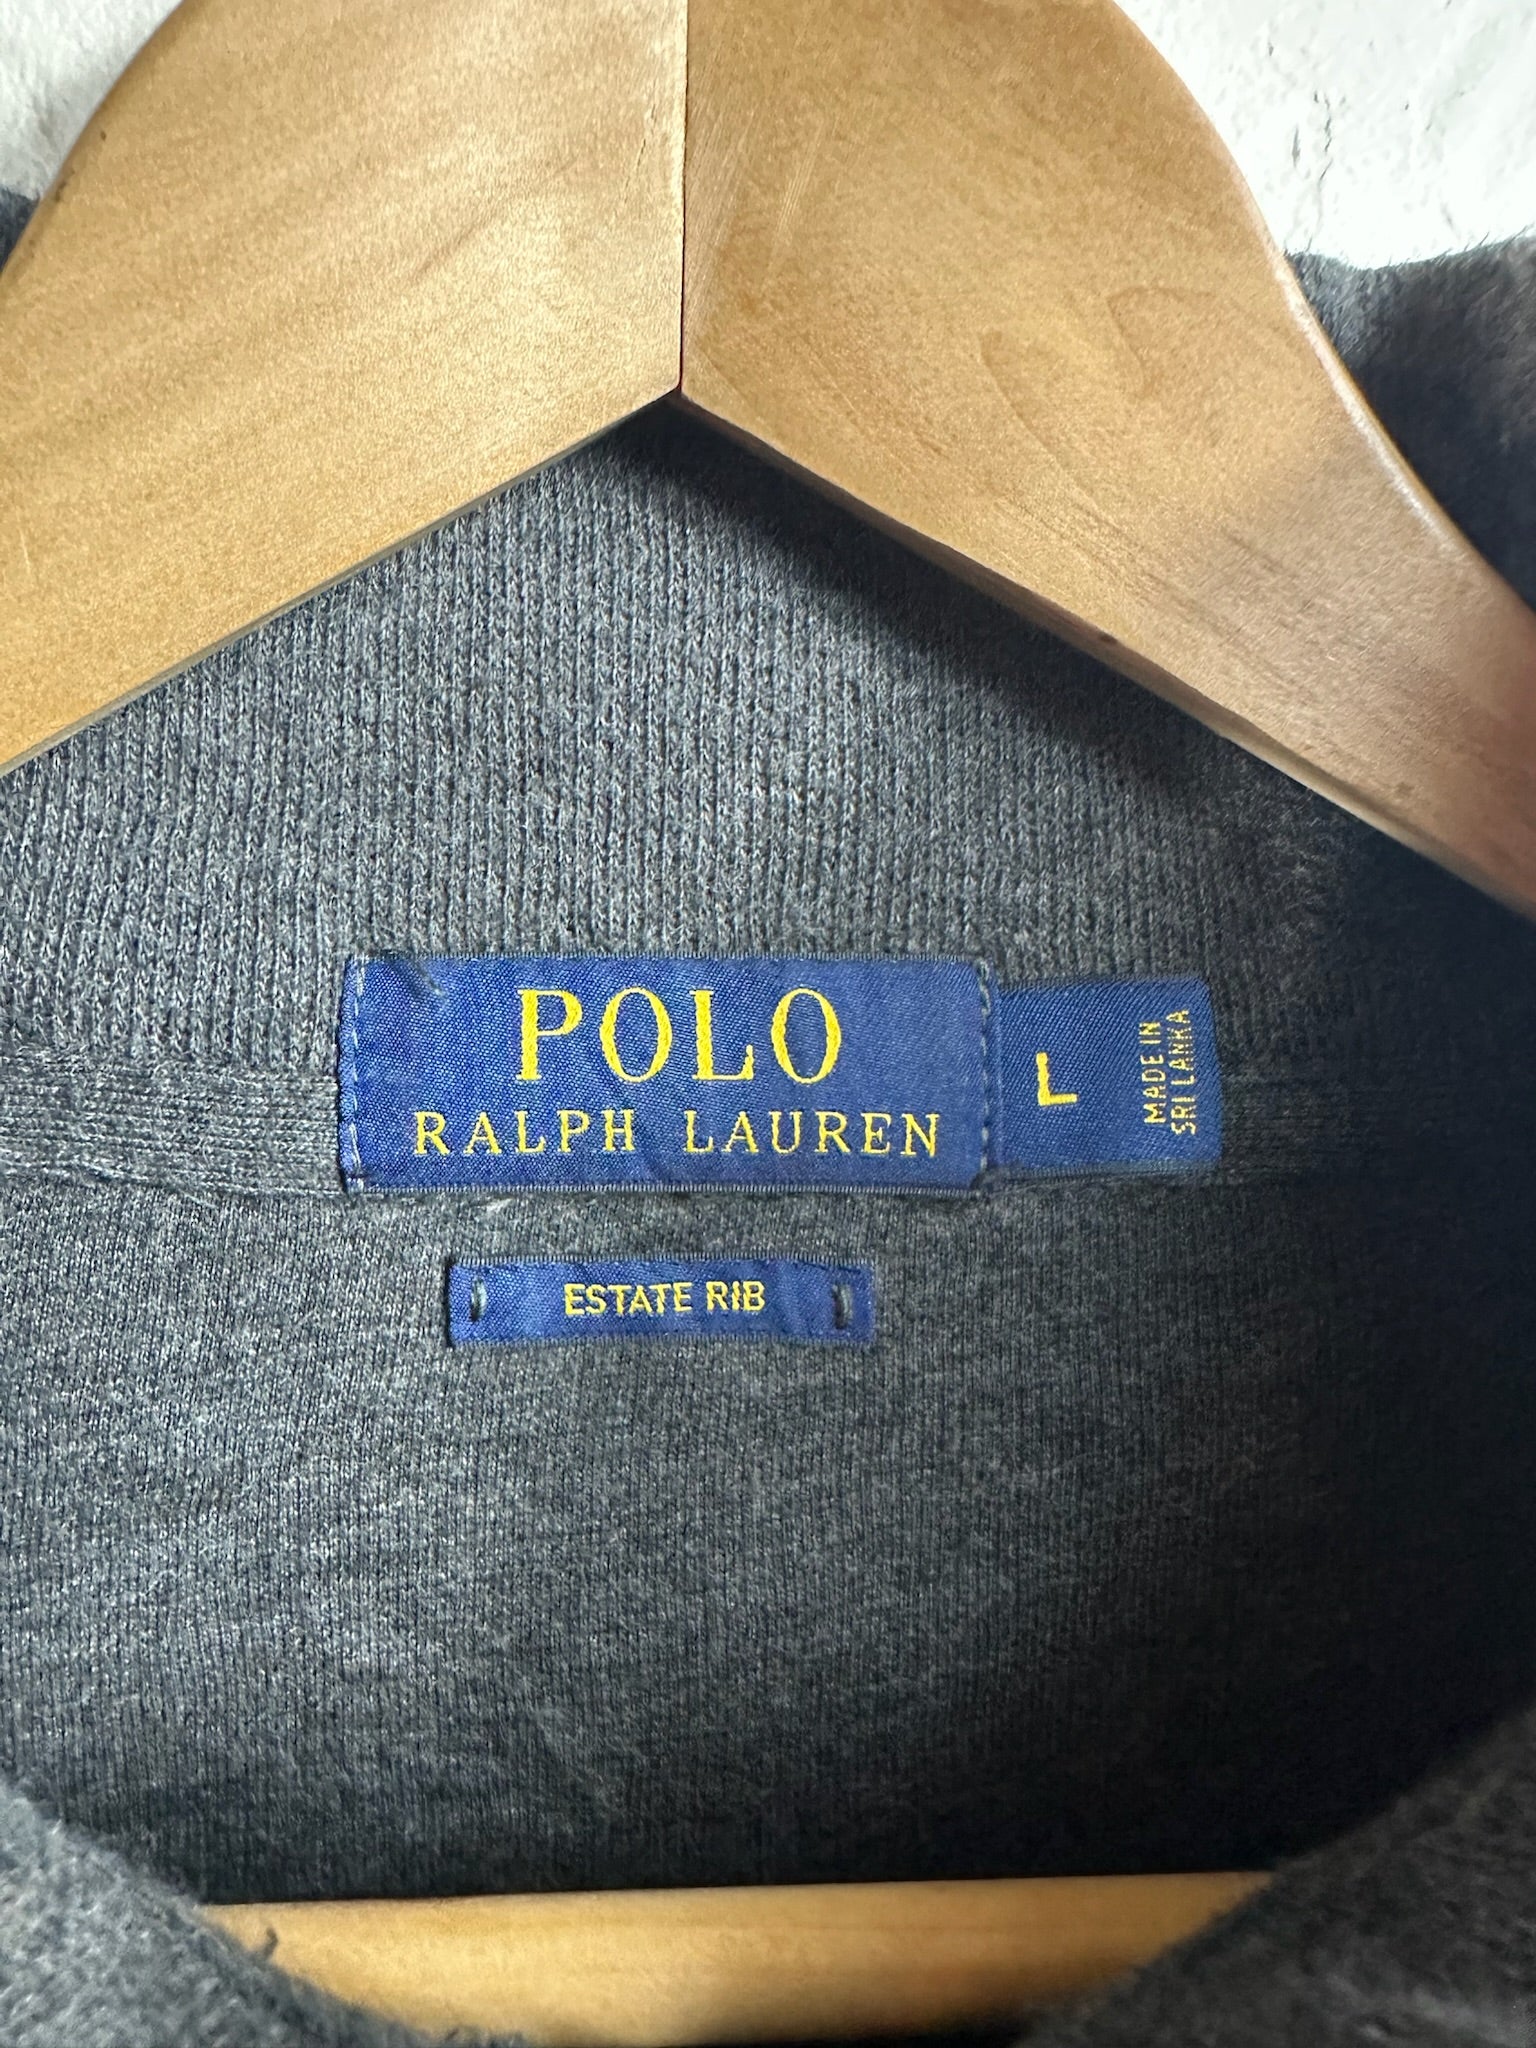 POLO
RALPH LAUREN
L
MADE IN
SRI LANKA
ESTATE RIB